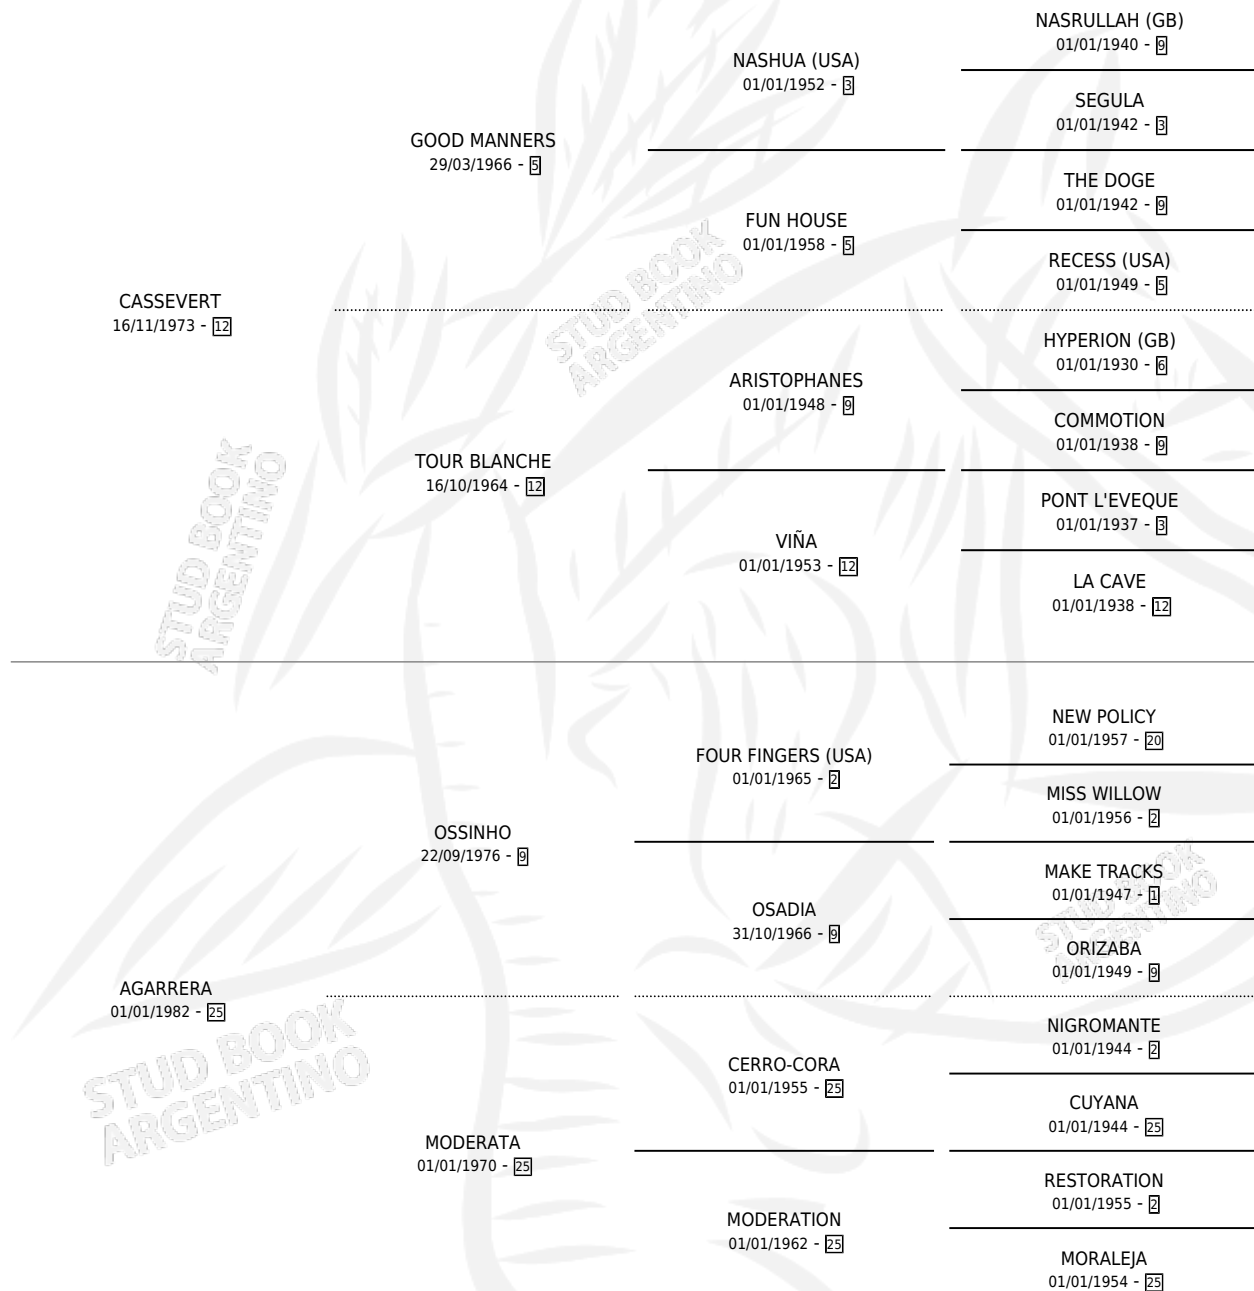 NASRULLAH (GB)
01/01/1940 - 9
NASHUA (USA)
01/01/1952 - 3
SEGULA
01/01/1942 - 3
GOOD MANNERS
29/03/1966 - 5
THE DOGE
01/01/1942 - 9
FUN HOUSE
01/01/1958 - 5
RECESS (USA)
01/01/1949 - 5
CASSEVERT
16/11/1973 - 12
HYPERION (GB)
01/01/1930 - 6
ARISTOPHANES
01/01/1948 - 9
COMMOTION
01/01/1938 - 9
TOUR BLANCHE
16/10/1964 - 12
PONT L'EVEQUE
01/01/1937 - 3
VIÑA
01/01/1953 - 12
LA CAVE
01/01/1938 - 12
NEW POLICY
01/01/1957 - 20
FOUR FINGERS (USA)
01/01/1965 - 2
MISS WILLOW
01/01/1956 - 2
OSSINHO
22/09/1976 - 9
MAKE TRACKS
01/01/1947 - 1
OSADIA
31/10/1966 - 9
ORIZABA
01/01/1949 - 9
AGARRERA
01/01/1982 - 25
NIGROMANTE
01/01/1944 - 2
CERRO-CORA
01/01/1955 - 25
CUYANA
01/01/1944 - 25
MODERATA
01/01/1970 - 25
RESTORATION
01/01/1955 - 2
MODERATION
01/01/1962 - 25
MORALEJA
01/01/1954 - 25
STUD BOOK
ARGENTINO
STUD BOOK
ARGENTINO
STUD BOOK
ARGENTINO
STUD BOOK
ARGENTINO